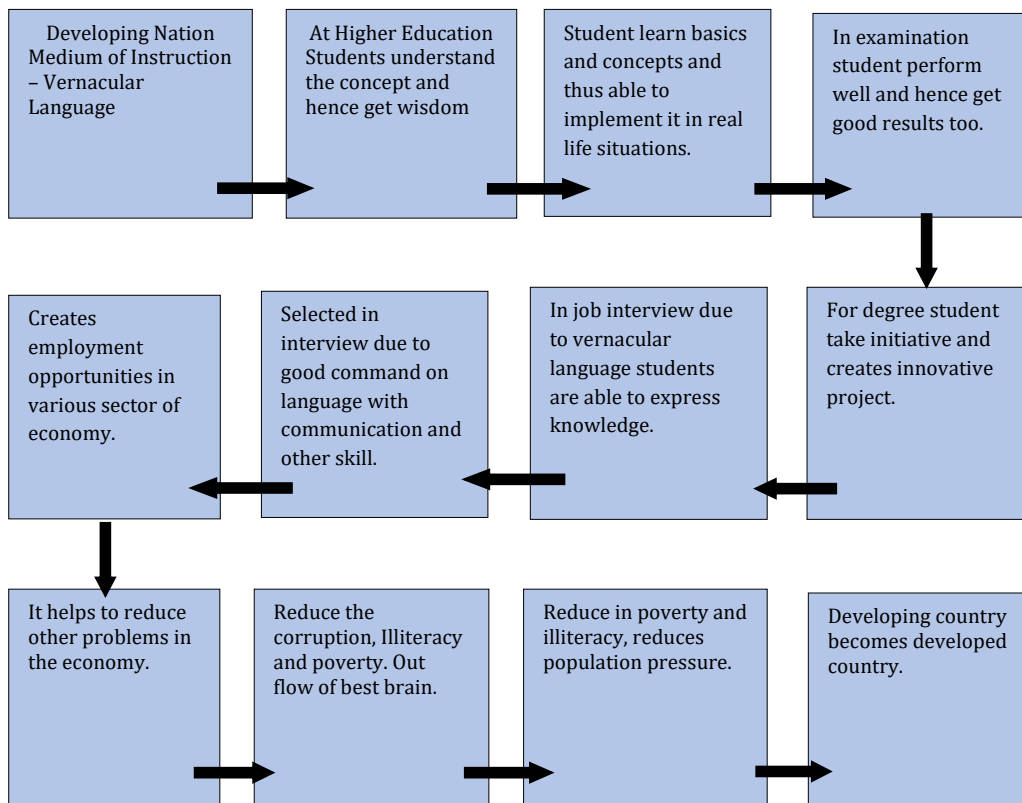 Developing Nation
Medium of Instruction
– Vernacular
Language
At Higher Education
Students understand
the concept and
hence get wisdom
Student learn basics
and concepts and
thus able to
implement it in real
life situations.
In examination
student perform
well and hence get
good results too.
For degree student
take initiative and
creates innovative
project.
In job interview due
to vernacular
language students
are able to express
knowledge.
Selected in
interview due to
good command on
language with
communication and
other skill.
Creates
employment
opportunities in
various sector of
economy.
It helps to reduce
other problems in
the economy.
Reduce the
corruption, Illiteracy
and poverty. Out
flow of best brain.
Reduce in poverty and
illiteracy, reduces
population pressure.
Developing country
becomes developed
country.